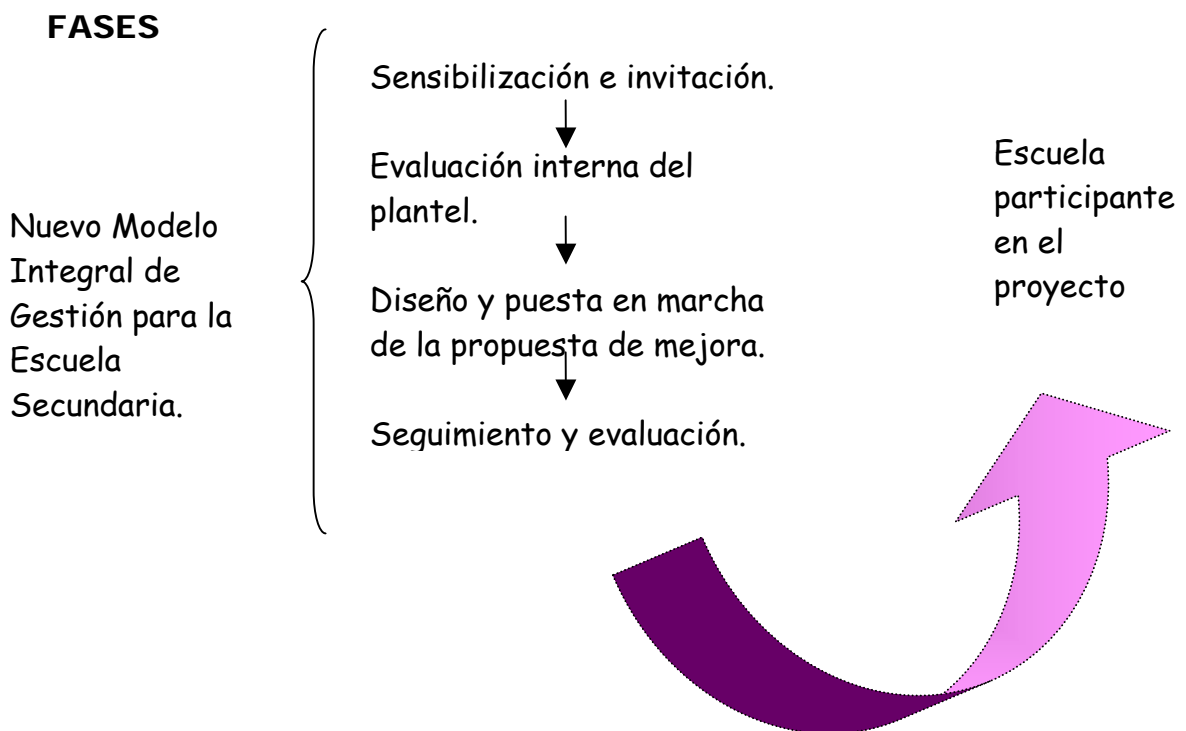 FASES
Sensibilización e invitación.
Evaluación interna del
plantel.
Diseño y puesta en marcha
de la propuesta de mejora.
Seguimiento y evaluación.
Nuevo Modelo
Integral de
Gestión para la
Escuela
Secundaria.
Escuela
participante
en el
proyecto